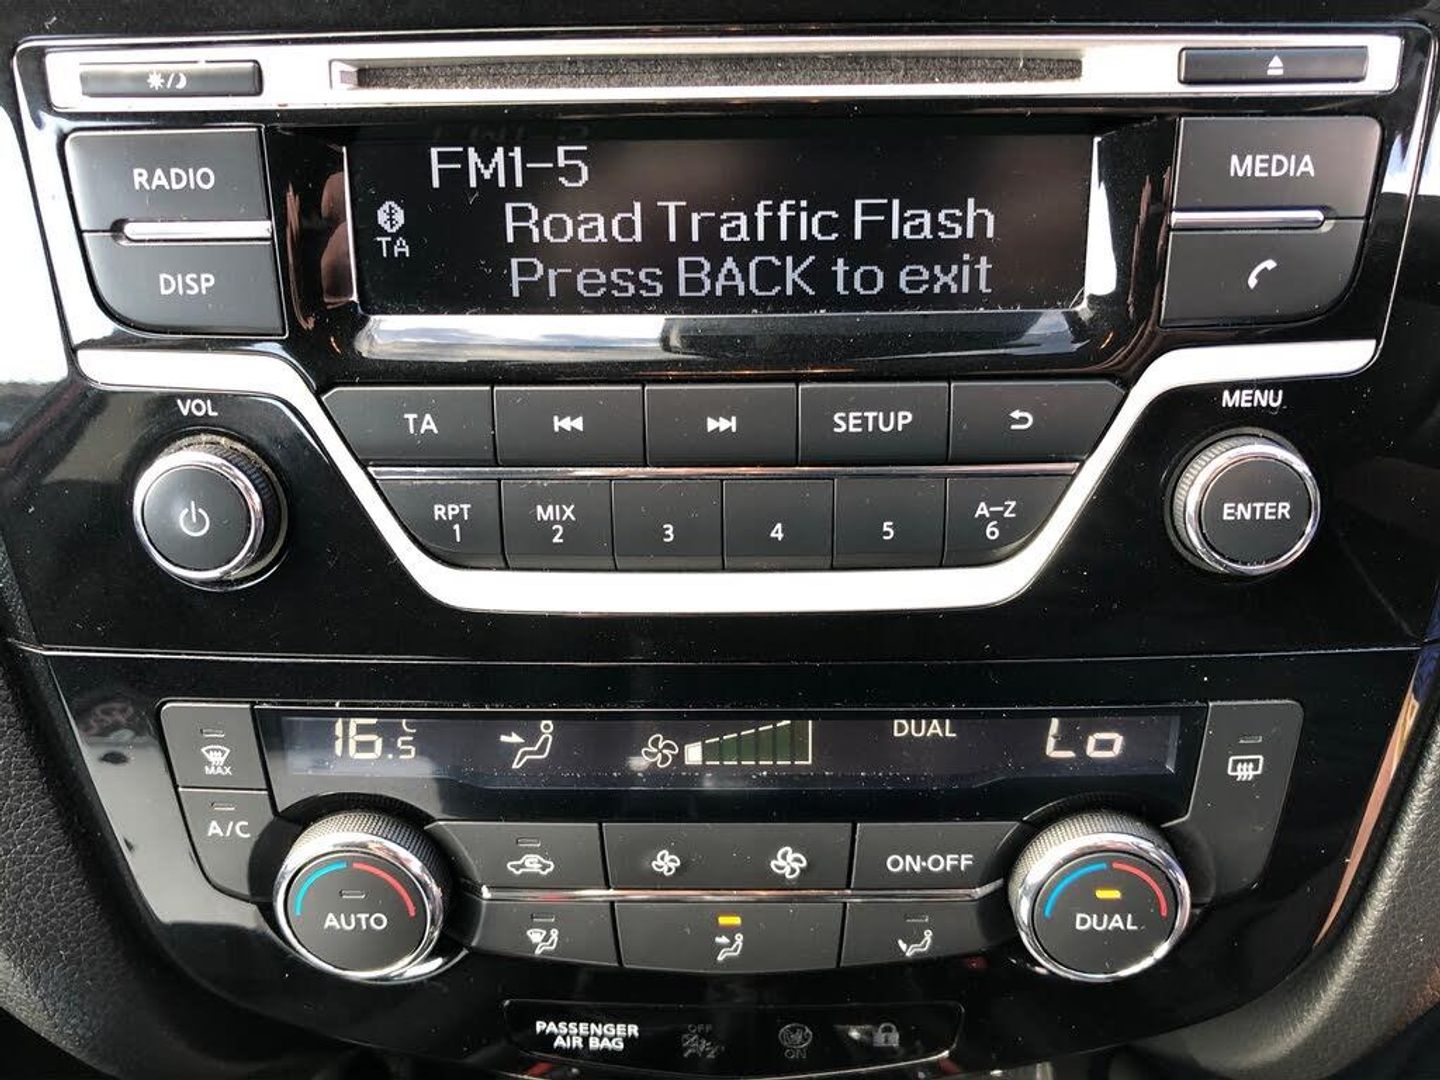 FM1-5
RADIO
MEDIA
Road Traffic Flash
TA
DISP
Press BACK to exit
VOL
MENU
TA
SETUP
RPT
1
MIX
2
3
4
5
A-Z
6
ENTER
16.5
C
DUAL
Lo
MAX
A/C
ON·OFF
AUTO
DUAL
PASSENGER
AIR BAG
OFF
ON